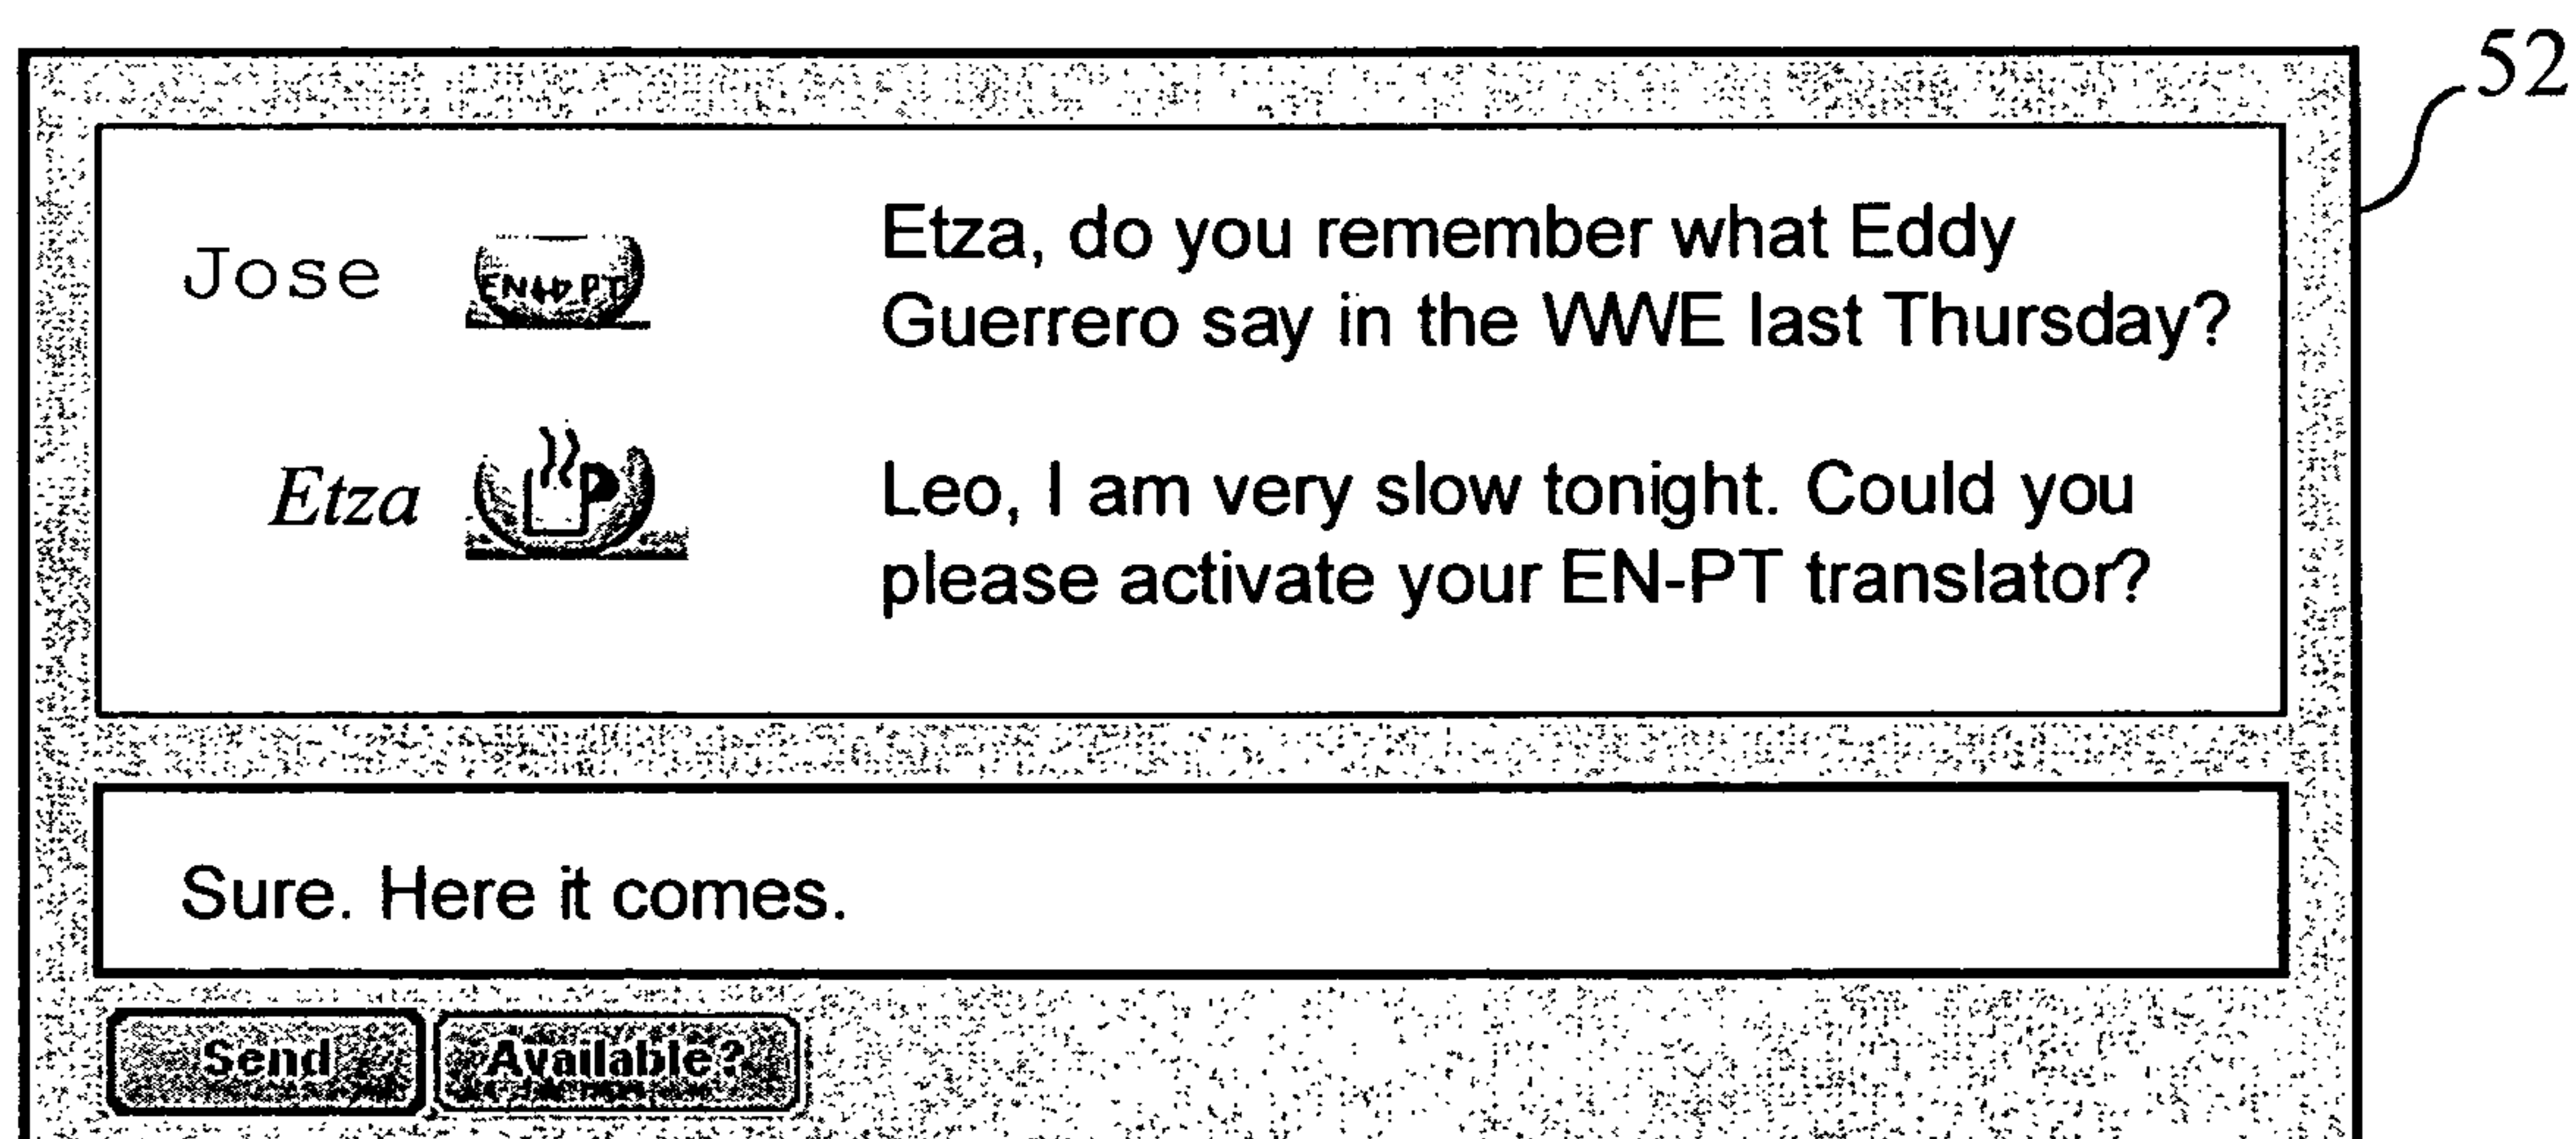 52
Jose EN PT Etza, do you remember what Eddy
Guerrero say in the WWE last Thursday?
Etza Leo, I am very slow tonight. Could you
please activate your EN-PT translator?
Sure. Here it comes.
Send Available?